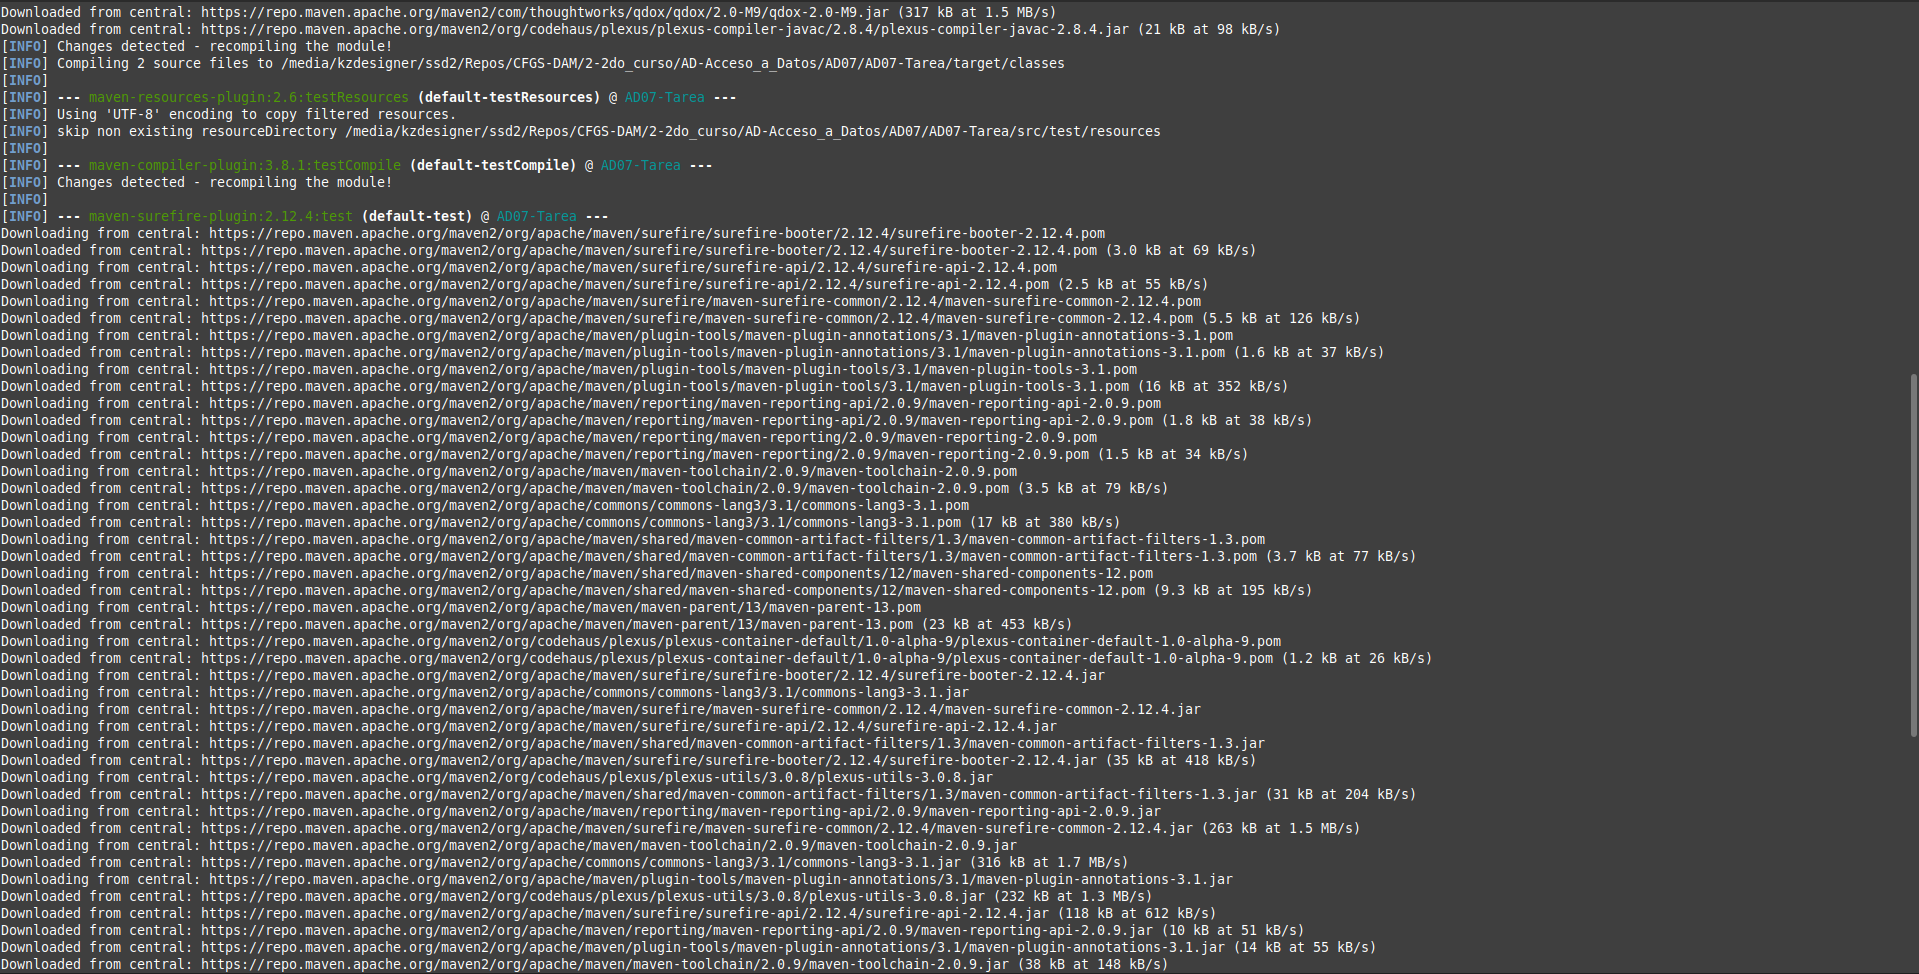 Downloaded from central: https://repo.maven.apache.org/maven2/com/thoughtworks/qdox/qdox/2.0-M9/qdox-2.0-M9.jar (317 kB at 1.5 MB/s)
Downloaded from central: https://repo.maven.apache.org/maven2/org/codehaus/plexus/plexus-compiler-javac/2.8.4/plexus-compiler-javac-2.8.4.jar (21 kB at 98 kB/s)
[INFO] Changes detected - recompiling the module!
[INFO] Compiling 2 source files to /media/kzdesigner/ssd2/Repos/CFGS-DAM/2-2do_curso/AD-Acceso_a_Datos/AD07/AD07-Tarea/target/classes
[INFO]
[INFO] --- maven-resources-plugin:2.6:testResources (default-testResources) @ AD07-Tarea ---
[INFO] Using 'UTF-8' encoding to copy filtered resources.
[INFO] skip non existing resourceDirectory /media/kzdesigner/ssd2/Repos/CFGS-DAM/2-2do_curso/AD-Acceso_a_Datos/AD07/AD07-Tarea/src/test/resources
[INFO]
[INFO] --- maven-compiler-plugin:3.8.1:testCompile (default-testCompile) @ AD07-Tarea ---
[INFO] Changes detected - recompiling the module!
[INFO]
[INFO] --- maven-surefire-plugin:2.12.4:test (default-test) @ AD07-Tarea ---
Downloading from central: https://repo.maven.apache.org/maven2/org/apache/maven/surefire/surefire-booter/2.12.4/surefire-booter-2.12.4.pom
Downloaded from central: https://repo.maven.apache.org/maven2/org/apache/maven/surefire/surefire-booter/2.12.4/surefire-booter-2.12.4.pom (3.0 kB at 69 kB/s)
Downloading from central: https://repo.maven.apache.org/maven2/org/apache/maven/surefire/surefire-api/2.12.4/surefire-api-2.12.4.pom
Downloaded from central: https://repo.maven.apache.org/maven2/org/apache/maven/surefire/surefire-api/2.12.4/surefire-api-2.12.4.pom (2.5 kB at 55 kB/s)
Downloading from central: https://repo.maven.apache.org/maven2/org/apache/maven/surefire/maven-surefire-common/2.12.4/maven-surefire-common-2.12.4.pom
Downloaded from central: https://repo.maven.apache.org/maven2/org/apache/maven/surefire/maven-surefire-common/2.12.4/maven-surefire-common-2.12.4.pom (5.5 kB at 126 kB/s)
Downloading from central: https://repo.maven.apache.org/maven2/org/apache/maven/plugin-tools/maven-plugin-annotations/3.1/maven-plugin-annotations-3.1.pom
Downloaded from central: https://repo.maven.apache.org/maven2/org/apache/maven/plugin-tools/maven-plugin-annotations/3.1/maven-plugin-annotations-3.1.pom (1.6 kB at 37 kB/s)
Downloading from central: https://repo.maven.apache.org/maven2/org/apache/maven/plugin-tools/maven-plugin-tools/3.1/maven-plugin-tools-3.1.pom
Downloaded from central: https://repo.maven.apache.org/maven2/org/apache/maven/plugin-tools/maven-plugin-tools/3.1/maven-plugin-tools-3.1.pom (16 kB at 352 kB/s)
Downloading from central: https://repo.maven.apache.org/maven2/org/apache/maven/reporting/maven-reporting-api/2.0.9/maven-reporting-api-2.0.9.pom
Downloaded from central: https://repo.maven.apache.org/maven2/org/apache/maven/reporting/maven-reporting-api/2.0.9/maven-reporting-api-2.0.9.pom (1.8 kB at 38 kB/s)
Downloading from central: https://repo.maven.apache.org/maven2/org/apache/maven/reporting/maven-reporting/2.0.9/maven-reporting-2.0.9.pom
Downloaded from central: https://repo.maven.apache.org/maven2/org/apache/maven/reporting/maven-reporting/2.0.9/maven-reporting-2.0.9.pom (1.5 kB at 34 kB/s)
Downloading from central: https://repo.maven.apache.org/maven2/org/apache/maven/maven-toolchain/2.0.9/maven-toolchain-2.0.9.pom
Downloaded from central: https://repo.maven.apache.org/maven2/org/apache/maven/maven-toolchain/2.0.9/maven-toolchain-2.0.9.pom (3.5 kB at 79 kB/s)
Downloading from central: https://repo.maven.apache.org/maven2/org/apache/commons/commons-lang3/3.1/commons-lang3-3.1.pom
Downloaded from central: https://repo.maven.apache.org/maven2/org/apache/commons/commons-lang3/3.1/commons-lang3-3.1.pom (17 kB at 380 kB/s)
Downloading from central: https://repo.maven.apache.org/maven2/org/apache/maven/shared/maven-common-artifact-filters/1.3/maven-common-artifact-filters-1.3.pom
Downloaded from central: https://repo.maven.apache.org/maven2/org/apache/maven/shared/maven-common-artifact-filters/1.3/maven-common-artifact-filters-1.3.pom (3.7 kB at 77 kB/s)
Downloading from central: https://repo.maven.apache.org/maven2/org/apache/maven/shared/maven-shared-components/12/maven-shared-components-12.pom
Downloaded from central: https://repo.maven.apache.org/maven2/org/apache/maven/shared/maven-shared-components/12/maven-shared-components-12.pom (9.3 kB at 195 kB/s)
Downloading from central: https://repo.maven.apache.org/maven2/org/apache/maven/maven-parent/13/maven-parent-13.pom
Downloaded from central: https://repo.maven.apache.org/maven2/org/apache/maven/maven-parent/13/maven-parent-13.pom (23 kB at 453 kB/s)
Downloading from central: https://repo.maven.apache.org/maven2/org/codehaus/plexus/plexus-container-default/1.0-alpha-9/plexus-container-default-1.0-alpha-9.pom
Downloaded from central: https://repo.maven.apache.org/maven2/org/codehaus/plexus/plexus-container-default/1.0-alpha-9/plexus-container-default-1.0-alpha-9.pom (1.2 kB at 26 kB/s)
Downloading from central: https://repo.maven.apache.org/maven2/org/apache/maven/surefire/surefire-booter/2.12.4/surefire-booter-2.12.4.jar
Downloading from central: https://repo.maven.apache.org/maven2/org/apache/commons/commons-lang3/3.1/commons-lang3-3.1.jar
Downloading from central: https://repo.maven.apache.org/maven2/org/apache/maven/surefire/maven-surefire-common/2.12.4/maven-surefire-common-2.12.4.jar
Downloading from central: https://repo.maven.apache.org/maven2/org/apache/maven/surefire/surefire-api/2.12.4/surefire-api-2.12.4.jar
Downloading from central: https://repo.maven.apache.org/maven2/org/apache/maven/shared/maven-common-artifact-filters/1.3/maven-common-artifact-filters-1.3.jar
Downloaded from central: https://repo.maven.apache.org/maven2/org/apache/maven/surefire/surefire-booter/2.12.4/surefire-booter-2.12.4.jar (35 kB at 418 kB/s)
Downloading from central: https://repo.maven.apache.org/maven2/org/codehaus/plexus/plexus-utils/3.0.8/plexus-utils-3.0.8.jar
Downloaded from central: https://repo.maven.apache.org/maven2/org/apache/maven/shared/maven-common-artifact-filters/1.3/maven-common-artifact-filters-1.3.jar (31 kB at 204 kB/s)
Downloading from central: https://repo.maven.apache.org/maven2/org/apache/maven/reporting/maven-reporting-api/2.0.9/maven-reporting-api-2.0.9.jar
Downloaded from central: https://repo.maven.apache.org/maven2/org/apache/maven/surefire/maven-surefire-common/2.12.4/maven-surefire-common-2.12.4.jar (263 kB at 1.5 MB/s)
Downloading from central: https://repo.maven.apache.org/maven2/org/apache/maven/maven-toolchain/2.0.9/maven-toolchain-2.0.9.jar
Downloaded from central: https://repo.maven.apache.org/maven2/org/apache/commons/commons-lang3/3.1/commons-lang3-3.1.jar (316 kB at 1.7 MB/s)
Downloading from central: https://repo.maven.apache.org/maven2/org/apache/maven/plugin-tools/maven-plugin-annotations/3.1/maven-plugin-annotations-3.1.jar
Downloaded from central: https://repo.maven.apache.org/maven2/org/codehaus/plexus/plexus-utils/3.0.8/plexus-utils-3.0.8.jar (232 kB at 1.3 MB/s)
Downloaded from central: https://repo.maven.apache.org/maven2/org/apache/maven/surefire/surefire-api/2.12.4/surefire-api-2.12.4.jar (118 kB at 612 kB/s)
Downloaded from central: https://repo.maven.apache.org/maven2/org/apache/maven/reporting/maven-reporting-api/2.0.9/maven-reporting-api-2.0.9.jar (10 kB at 51 kB/s)
Downloaded from central: https://repo.maven.apache.org/maven2/org/apache/maven/plugin-tools/maven-plugin-annotations/3.1/maven-plugin-annotations-3.1.jar (14 kB at 55 kB/s)
Downloaded from central: https://repo.maven.apache.org/maven2/org/apache/maven/maven-toolchain/2.0.9/maven-toolchain-2.0.9.jar (38 kB at 148 kB/s)